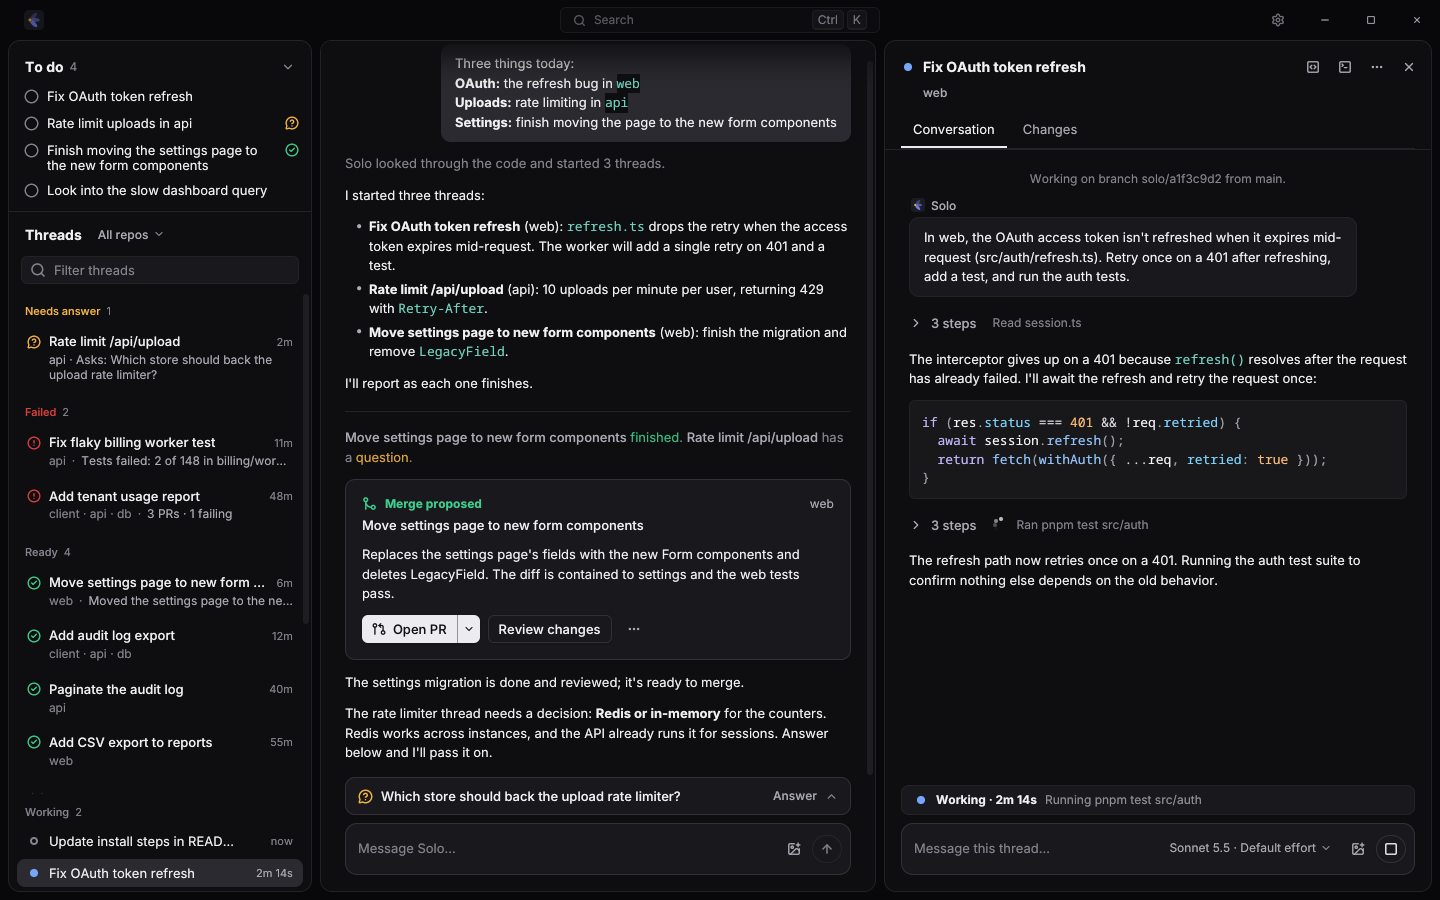 Search
Ctrl K
To do 4
Fix OAuth token refresh
Rate limit uploads in api
Finish moving the settings page to
the new form components
Look into the slow dashboard query
Threads All repos
Filter threads
Needs answer 1
Rate limit /api/upload 2m
api · Asks: Which store should back the
upload rate limiter?
Failed 2
Fix flaky billing worker test 11m
api · Tests failed: 2 of 148 in billing/wor...
Add tenant usage report 48m
client · api · db · 3 PRs · 1 failing
Ready 4
Move settings page to new form ... 6m
web · Moved the settings page to the ne...
Add audit log export 12m
client · api · db
Paginate the audit log 40m
api
Add CSV export to reports 55m
web
Working 2
Update install steps in READ... now
Fix OAuth token refresh 2m 14s
Three things today:
OAuth: the refresh bug in web
Uploads: rate limiting in api
Settings: finish moving the page to the new form components
Solo looked through the code and started 3 threads.
I started three threads:
• Fix OAuth token refresh (web): refresh.ts drops the retry when the access
token expires mid-request. The worker will add a single retry on 401 and a
test.
• Rate limit /api/upload (api): 10 uploads per minute per user, returning 429
with Retry-After.
• Move settings page to new form components (web): finish the migration and
remove LegacyField.
I'll report as each one finishes.
Move settings page to new form components finished. Rate limit /api/upload has
a question.
Merge proposed web
Move settings page to new form components
Replaces the settings page's fields with the new Form components and
deletes LegacyField. The diff is contained to settings and the web tests
pass.
Open PR Review changes
The settings migration is done and reviewed; it's ready to merge.
The rate limiter thread needs a decision: Redis or in-memory for the counters.
Redis works across instances, and the API already runs it for sessions. Answer
below and I'll pass it on.
Which store should back the upload rate limiter? Answer
Message Solo...
Fix OAuth token refresh
web
Conversation Changes
Working on branch solo/a1f3c9d2 from main.
Solo
In web, the OAuth access token isn't refreshed when it expires mid-
request (src/auth/refresh.ts). Retry once on a 401 after refreshing,
add a test, and run the auth tests.
3 steps Read session.ts
The interceptor gives up on a 401 because refresh() resolves after the request
has already failed. I'll await the refresh and retry the request once:
if (res.status === 401 && !req.retried) {
await session.refresh();
return fetch(withAuth({ ...req, retried: true }));
}
3 steps Ran pnpm test src/auth
The refresh path now retries once on a 401. Running the auth test suite to
confirm nothing else depends on the old behavior.
Working · 2m 14s Running pnpm test src/auth
Message this thread... Sonnet 5.5 · Default effort